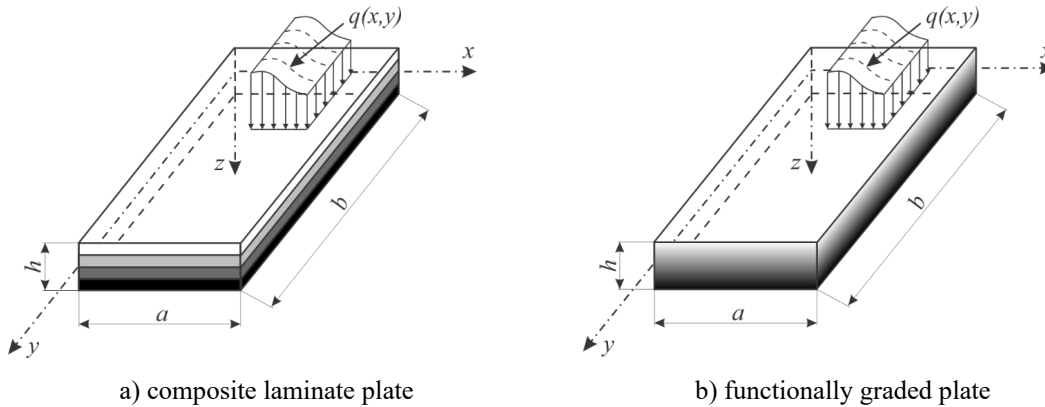 q(x,y)
x
z
b
h
a
y
a) composite laminate plate
q(x,y)
x
z
b
h
a
y
b) functionally graded plate